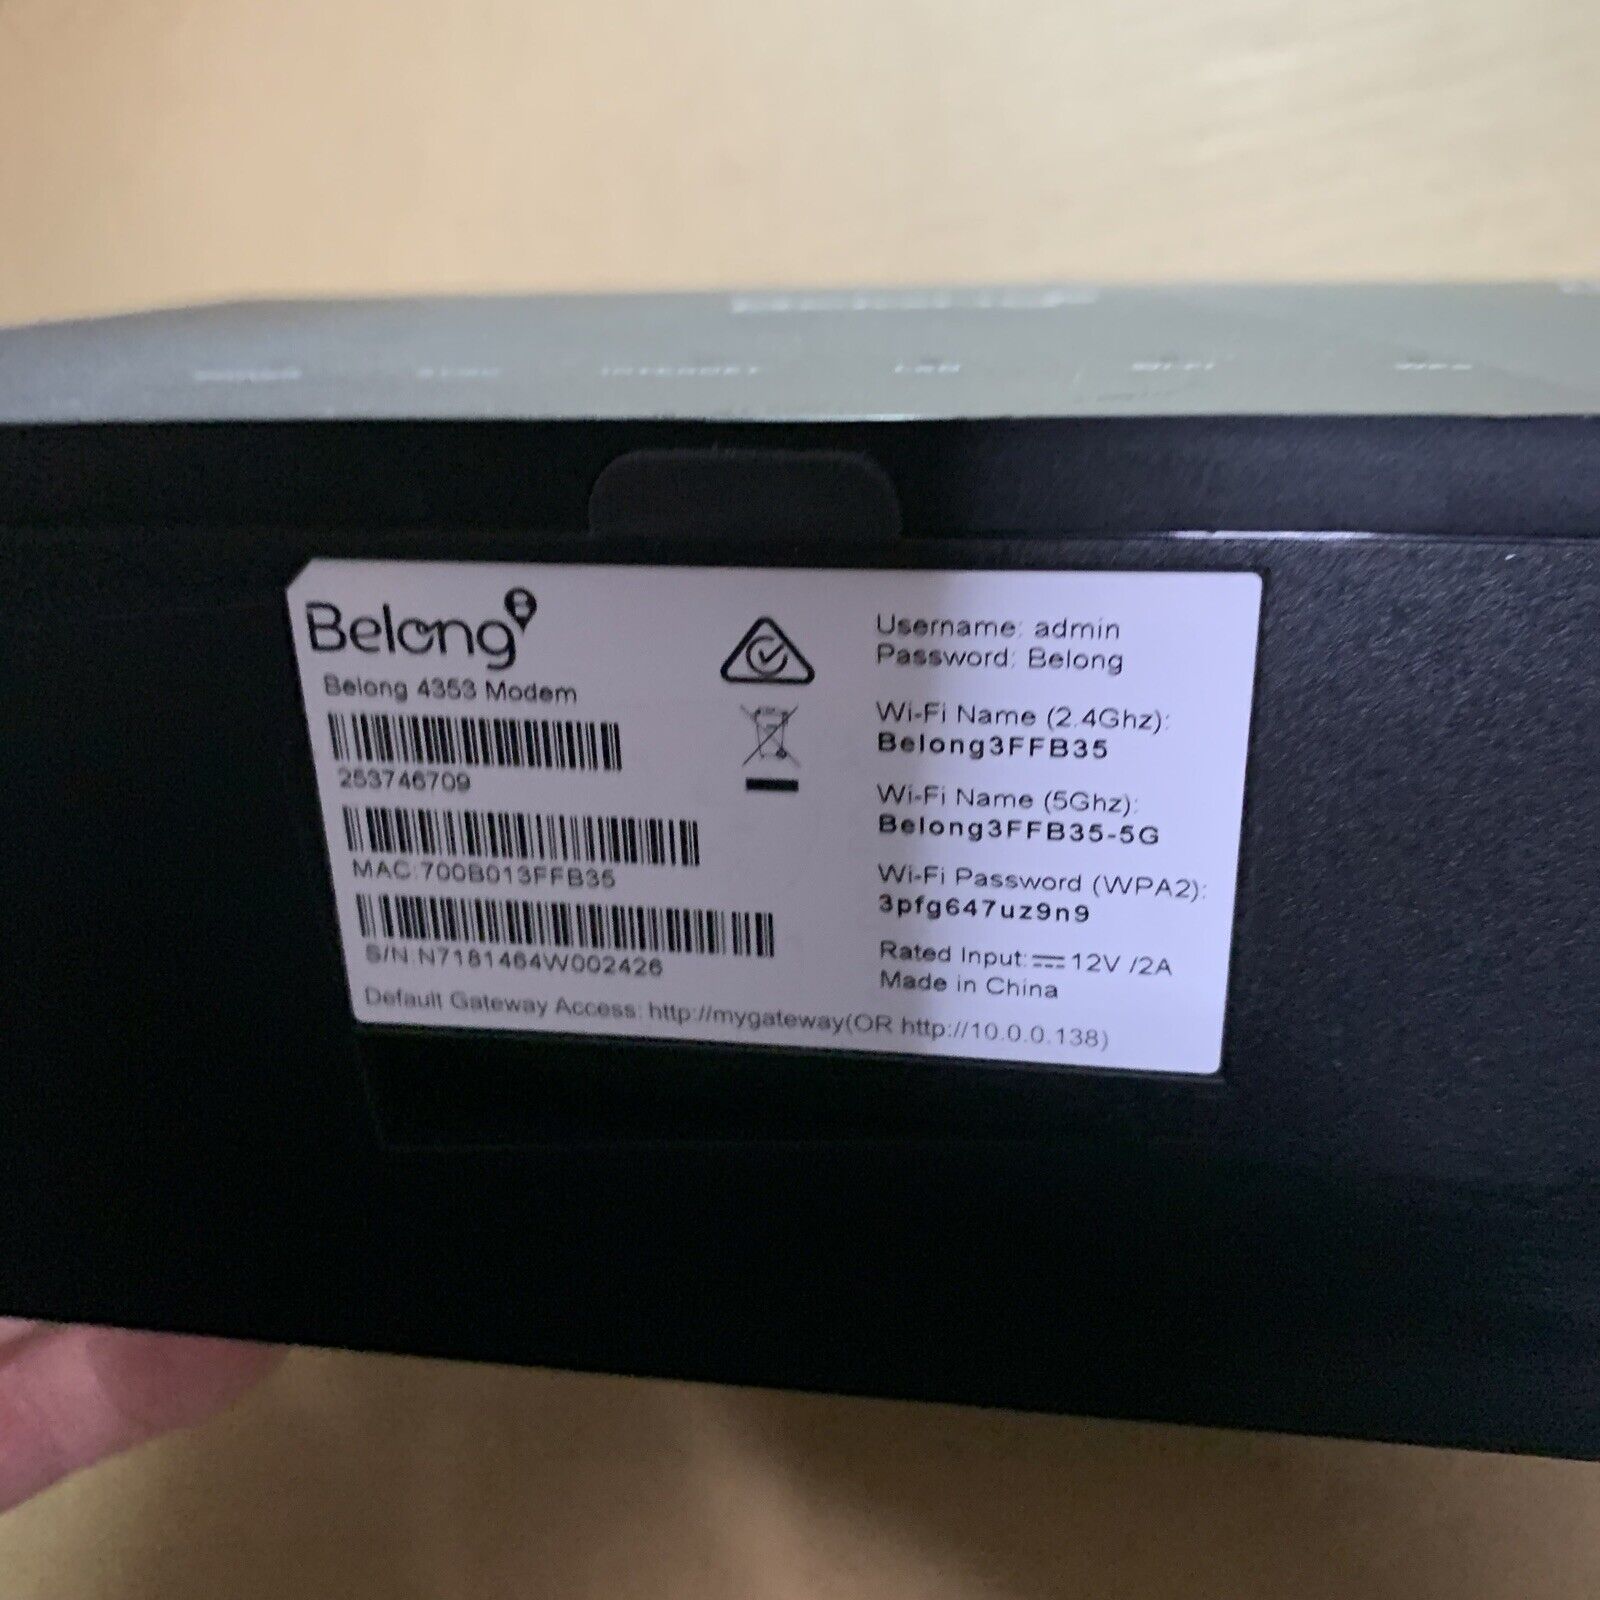 INTERNET
Belong
Belong 4353 Modem
253746709
MAC:700B013FFB35
S/N:N7181464W002426
Default Gateway Access: http://mygateway(OR http://10.0.0.138)
Username: admin
Password: Belong
Wi-Fi Name (2.4Ghz):
Belong3FFB35
Wi-Fi Name (5Ghz):
Belong3FFB35-5G
Wi-Fi Password (WPA2):
3pfg647uz9n9
Rated Input: 12V /2A
Made in China